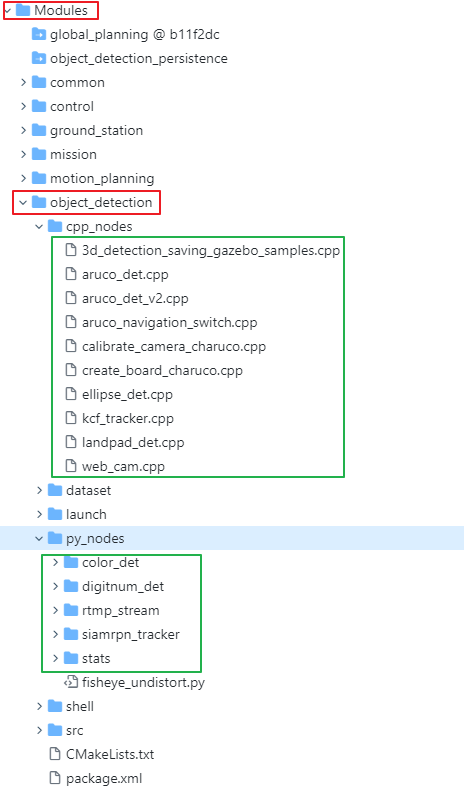 Modules
global_planning @ b11f2dc
object_detection_persistence
common
control
ground_station
mission
motion_planning
object_detection
cpp_nodes
3d_detection_saving_gazebo_samples.cpp
aruco_det.cpp
aruco_det_v2.cpp
aruco_navigation_switch.cpp
calibrate_camera_charuco.cpp
create_board_charuco.cpp
ellipse_det.cpp
kcf_tracker.cpp
landpad_det.cpp
web_cam.cpp
dataset
launch
py_nodes
color_det
digitnum_det
rtmp_stream
siamrpn_tracker
stats
fisheye_undistort.py
shell
src
CMakeLists.txt
package.xml